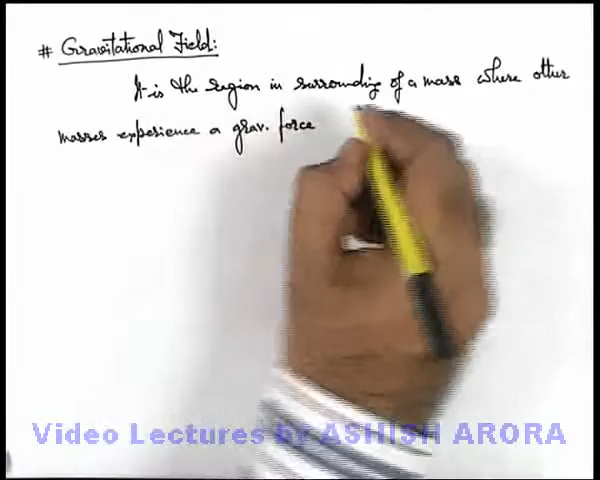 # Gravitational Field:
It is the region in surrounding of a mass where other
masses experience a grav. force
Video Lectures by ASHISH ARORA